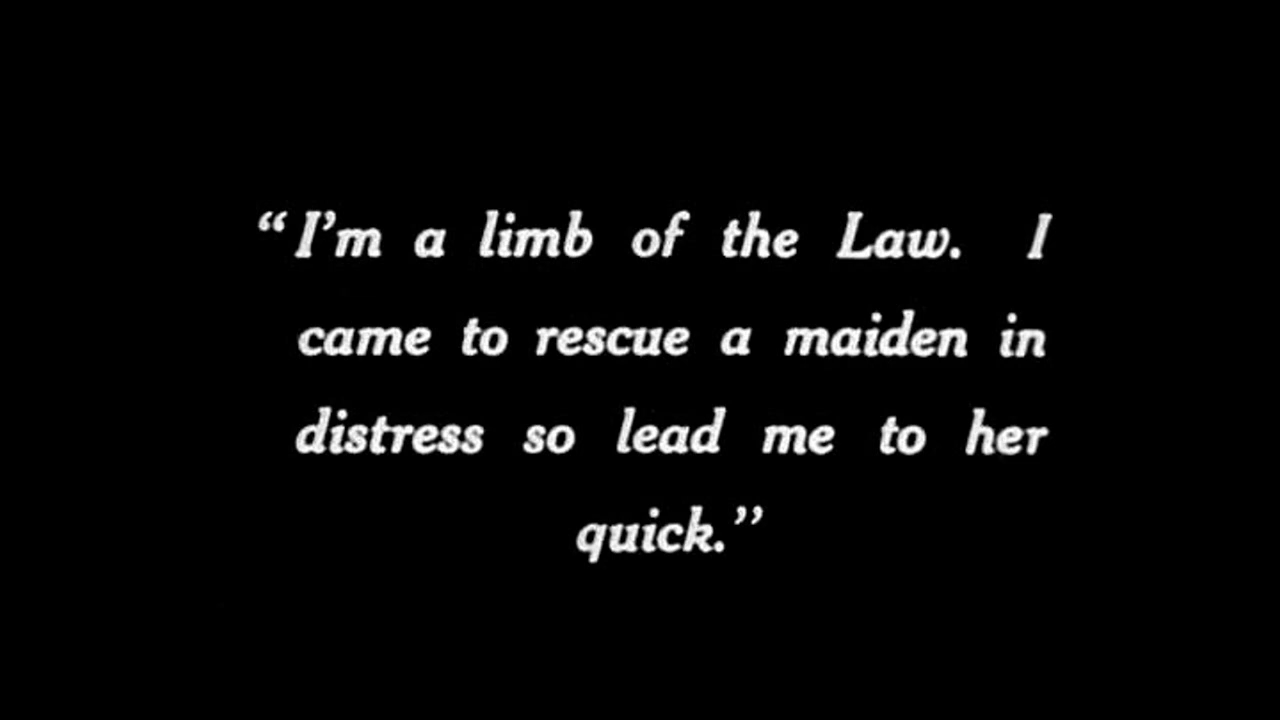 “I’m a limb of the Law. I
came to rescue a maiden in
distress so lead me to her
quick.”